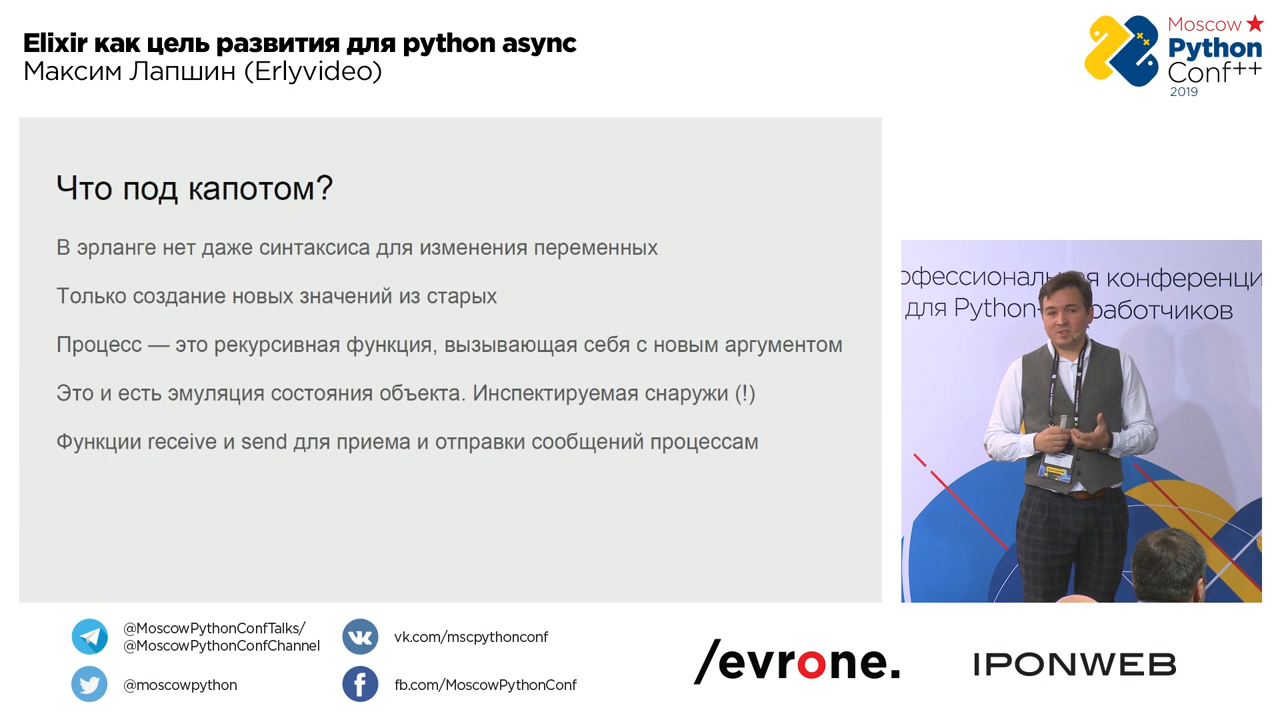 Elixir как цель развития для python async
Максим Лапшин (Erlyvideo)
Moscow
Python
Conf++
2019
Что под капотом?
В эрланге нет даже синтаксиса для изменения переменных
Только создание новых значений из старых
Процесс — это рекурсивная функция, вызывающая себя с новым аргументом
Это и есть эмуляция состояния объекта. Инспектируемая снаружи (!)
Функции receive и send для приема и отправки сообщений процессам
для Python-
@MoscowPythonConfTalks/
@MoscowPythonConfChannel
vk.com/mscpythonconf
@moscowpython
fb.com/MoscowPythonConf
/evrone.
IPONWEB